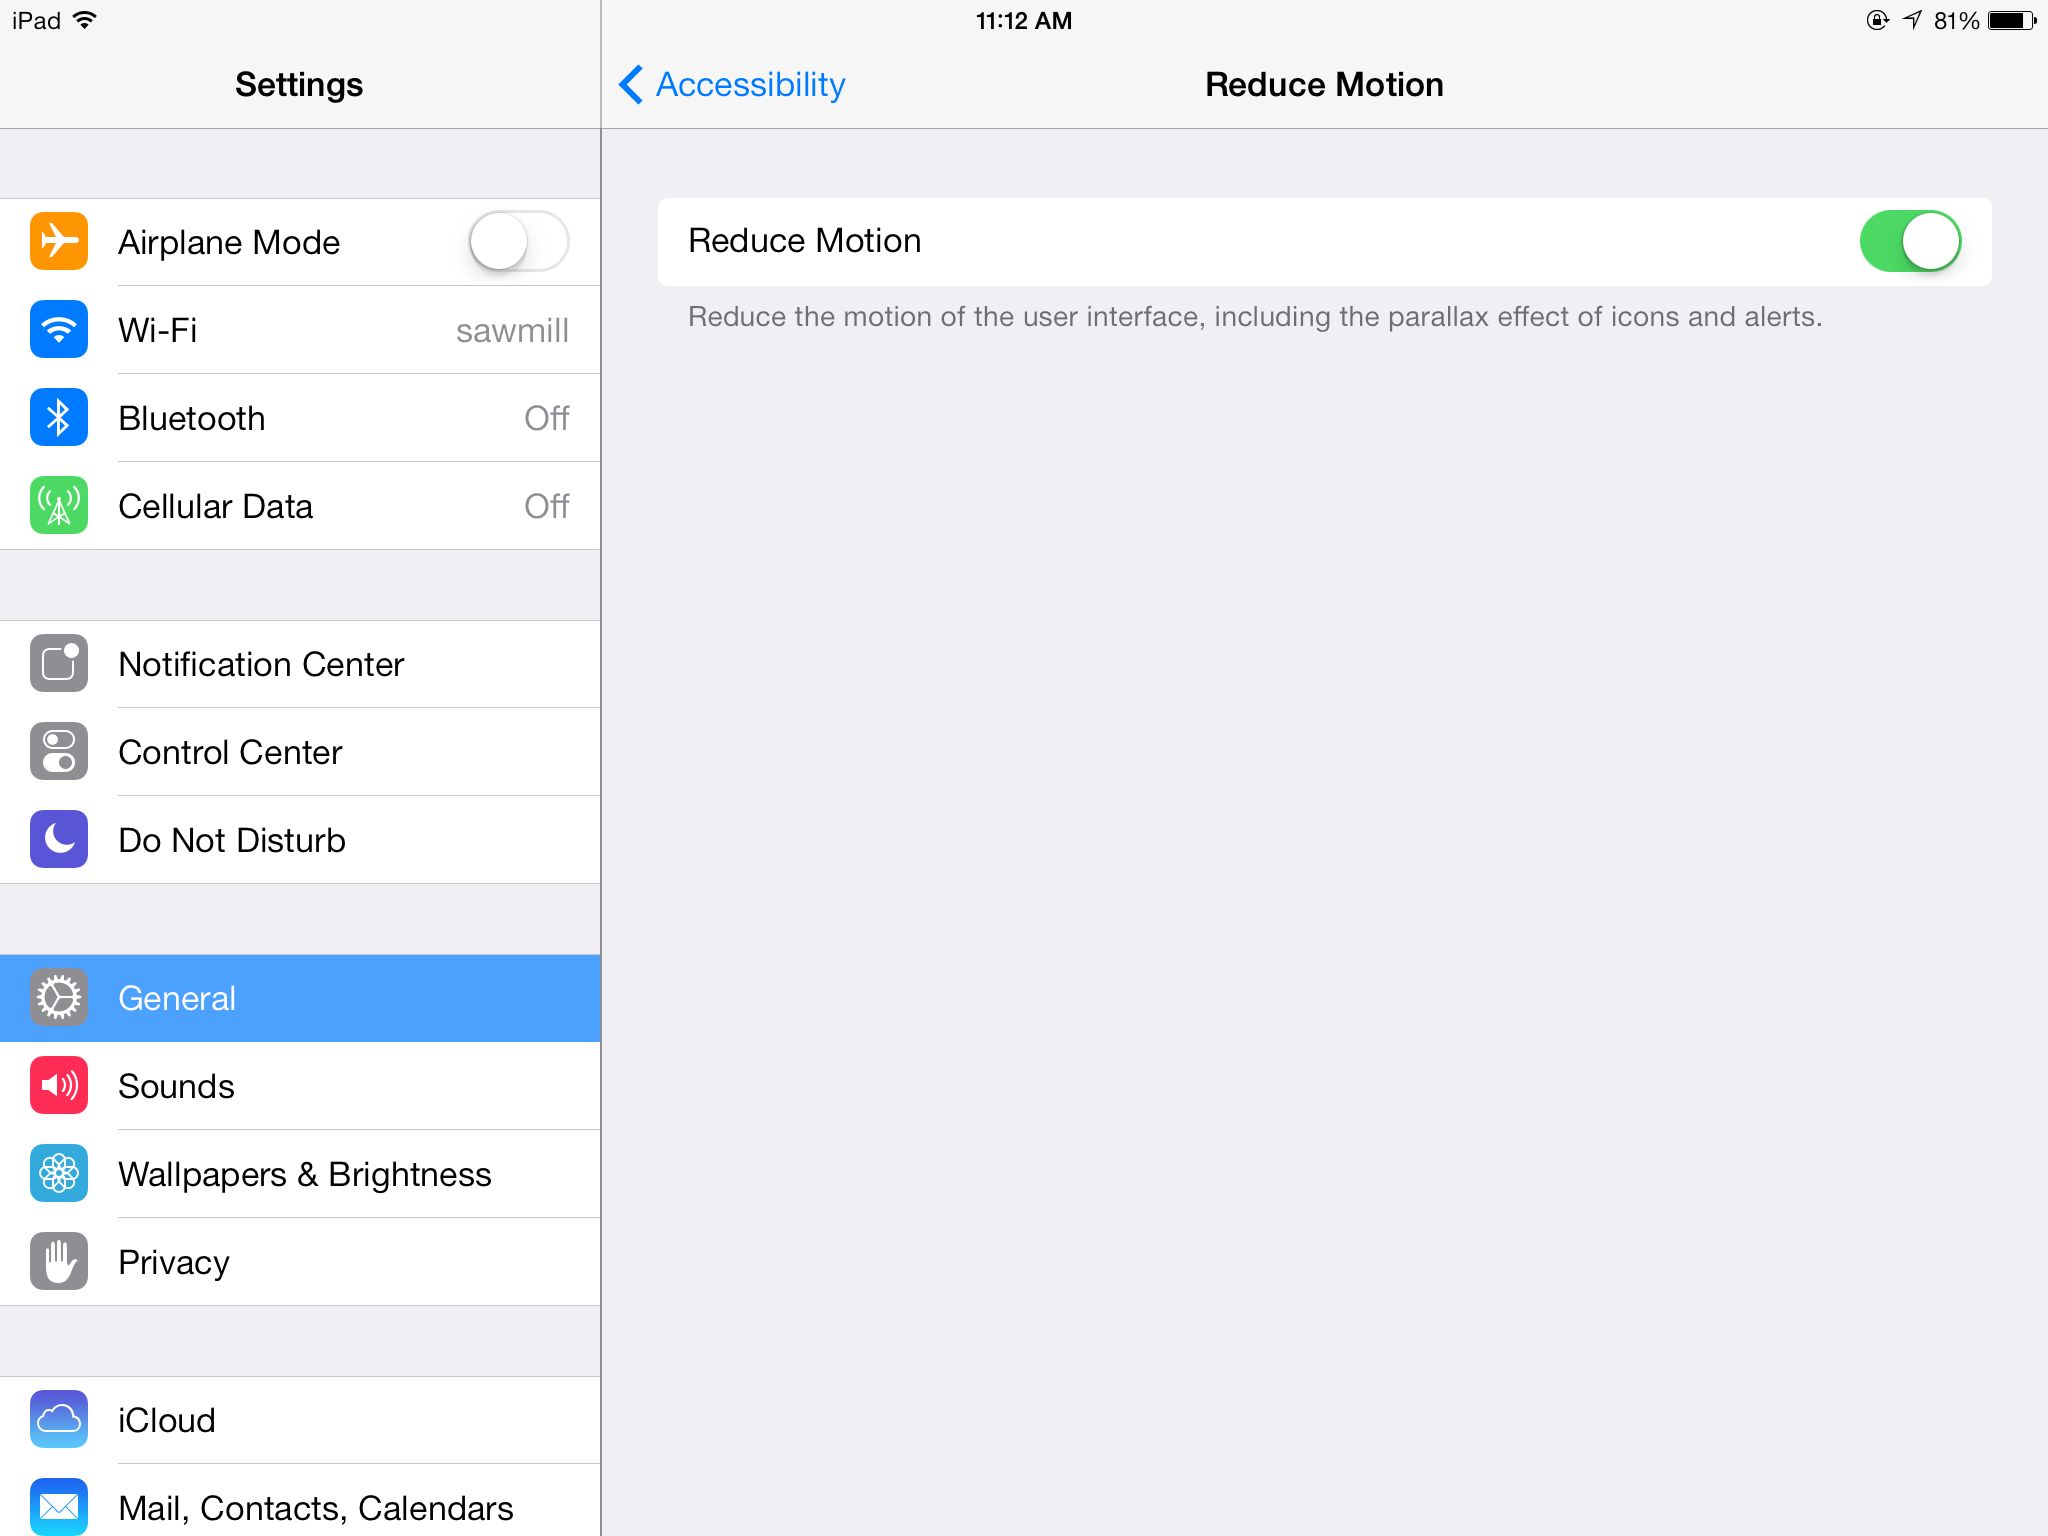 iPad
11:12 AM
81%
Settings
Accessibility
Reduce Motion
Airplane Mode
Wi-Fi sawmill
Bluetooth Off
Cellular Data Off
Notification Center
Control Center
Do Not Disturb
General
Sounds
Wallpapers & Brightness
Privacy
iCloud
Mail, Contacts, Calendars
Reduce Motion
Reduce the motion of the user interface, including the parallax effect of icons and alerts.